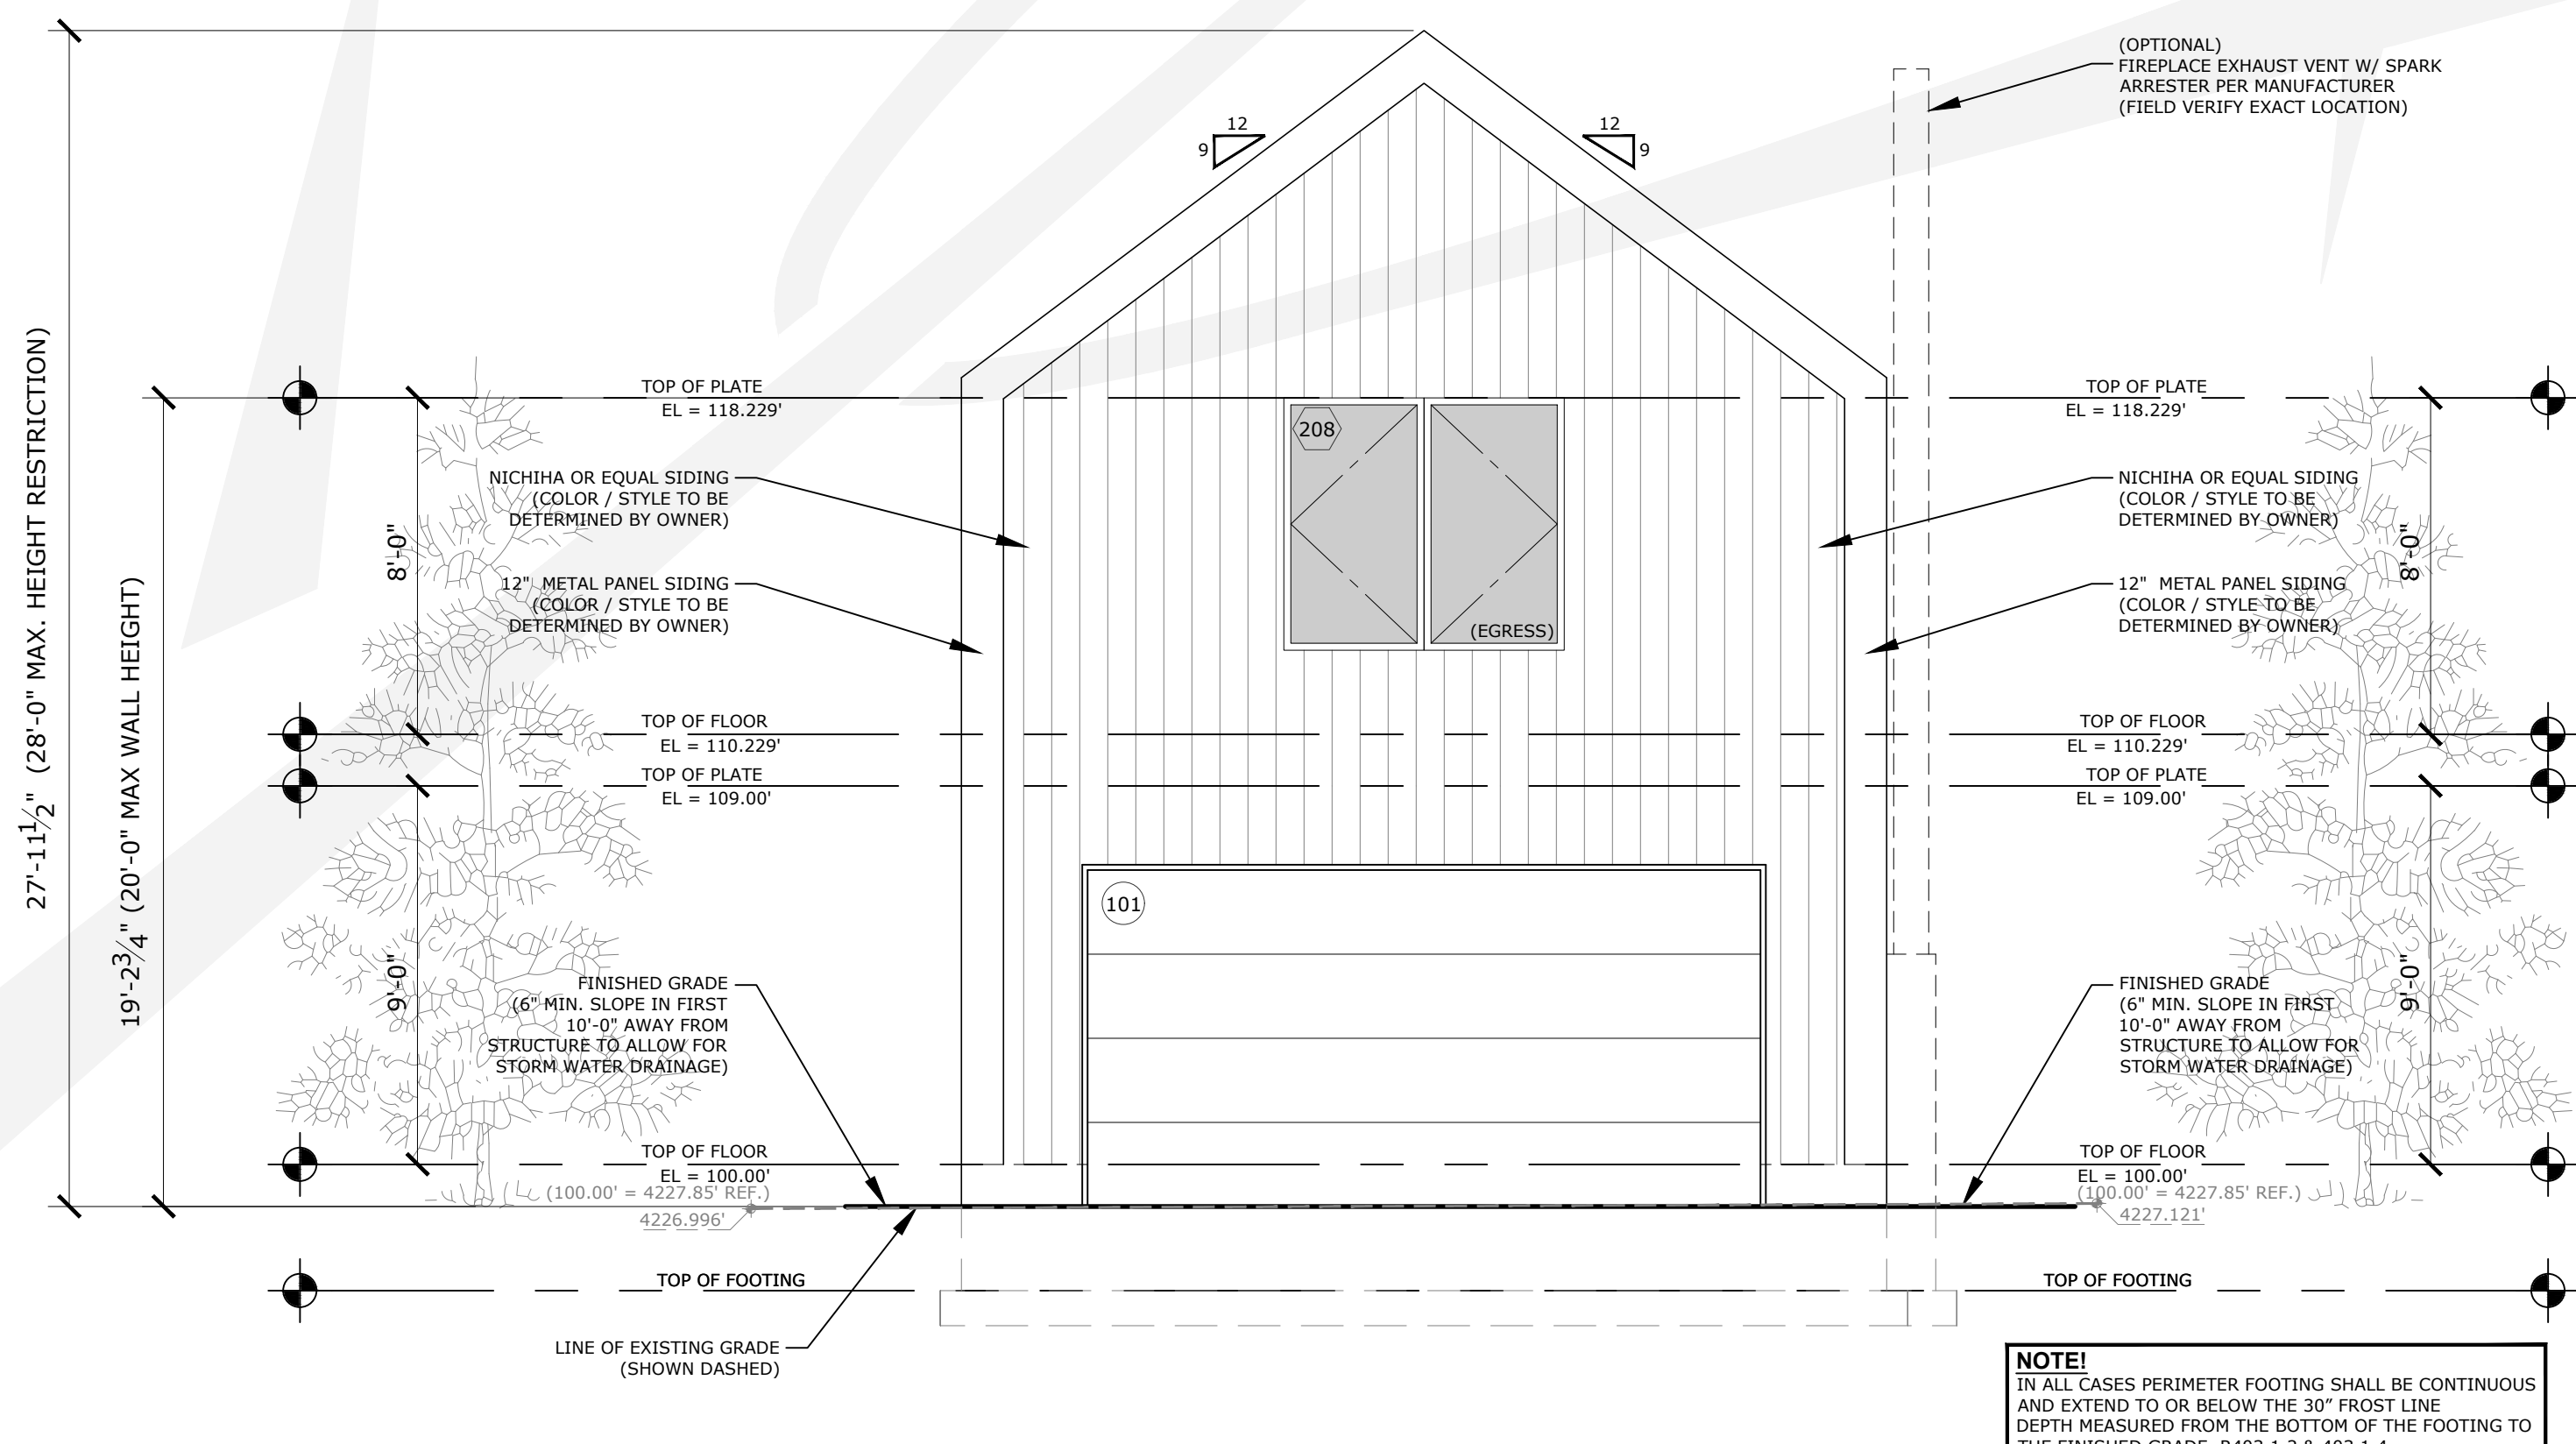 (OPTIONAL)
FIREPLACE EXHAUST VENT W/ SPARK
ARRESTER PER MANUFACTURER
(FIELD VERIFY EXACT LOCATION)
12
9
12
9
27'-11 1/2" (28'-0" MAX. HEIGHT RESTRICTION)
19'-2 3/4" (20'-0" MAX WALL HEIGHT)
TOP OF PLATE
EL = 118.229'
TOP OF PLATE
EL = 118.229'
208
(EGRESS)
NICHIHA OR EQUAL SIDING
(COLOR / STYLE TO BE
DETERMINED BY OWNER)
NICHIHA OR EQUAL SIDING
(COLOR / STYLE TO BE
DETERMINED BY OWNER)
8'-0"
8'-0"
12" METAL PANEL SIDING
(COLOR / STYLE TO BE
DETERMINED BY OWNER)
12" METAL PANEL SIDING
(COLOR / STYLE TO BE
DETERMINED BY OWNER)
TOP OF FLOOR
EL = 110.229'
TOP OF FLOOR
EL = 110.229'
TOP OF PLATE
EL = 109.00'
TOP OF PLATE
EL = 109.00'
101
9'-0"
9'-0"
FINISHED GRADE
(6" MIN. SLOPE IN FIRST
10'-0" AWAY FROM
STRUCTURE TO ALLOW FOR
STORM WATER DRAINAGE)
FINISHED GRADE
(6" MIN. SLOPE IN FIRST
10'-0" AWAY FROM
STRUCTURE TO ALLOW FOR
STORM WATER DRAINAGE)
TOP OF FLOOR
EL = 100.00'
(100.00' = 4227.85' REF.)
4226.996'
TOP OF FLOOR
EL = 100.00'
(100.00' = 4227.85' REF.)
4227.121'
TOP OF FOOTING
TOP OF FOOTING
LINE OF EXISTING GRADE
(SHOWN DASHED)
NOTE!
IN ALL CASES PERIMETER FOOTING SHALL BE CONTINUOUS
AND EXTEND TO OR BELOW THE 30” FROST LINE
DEPTH MEASURED FROM THE BOTTOM OF THE FOOTING TO
THE FINISHED GRADE.